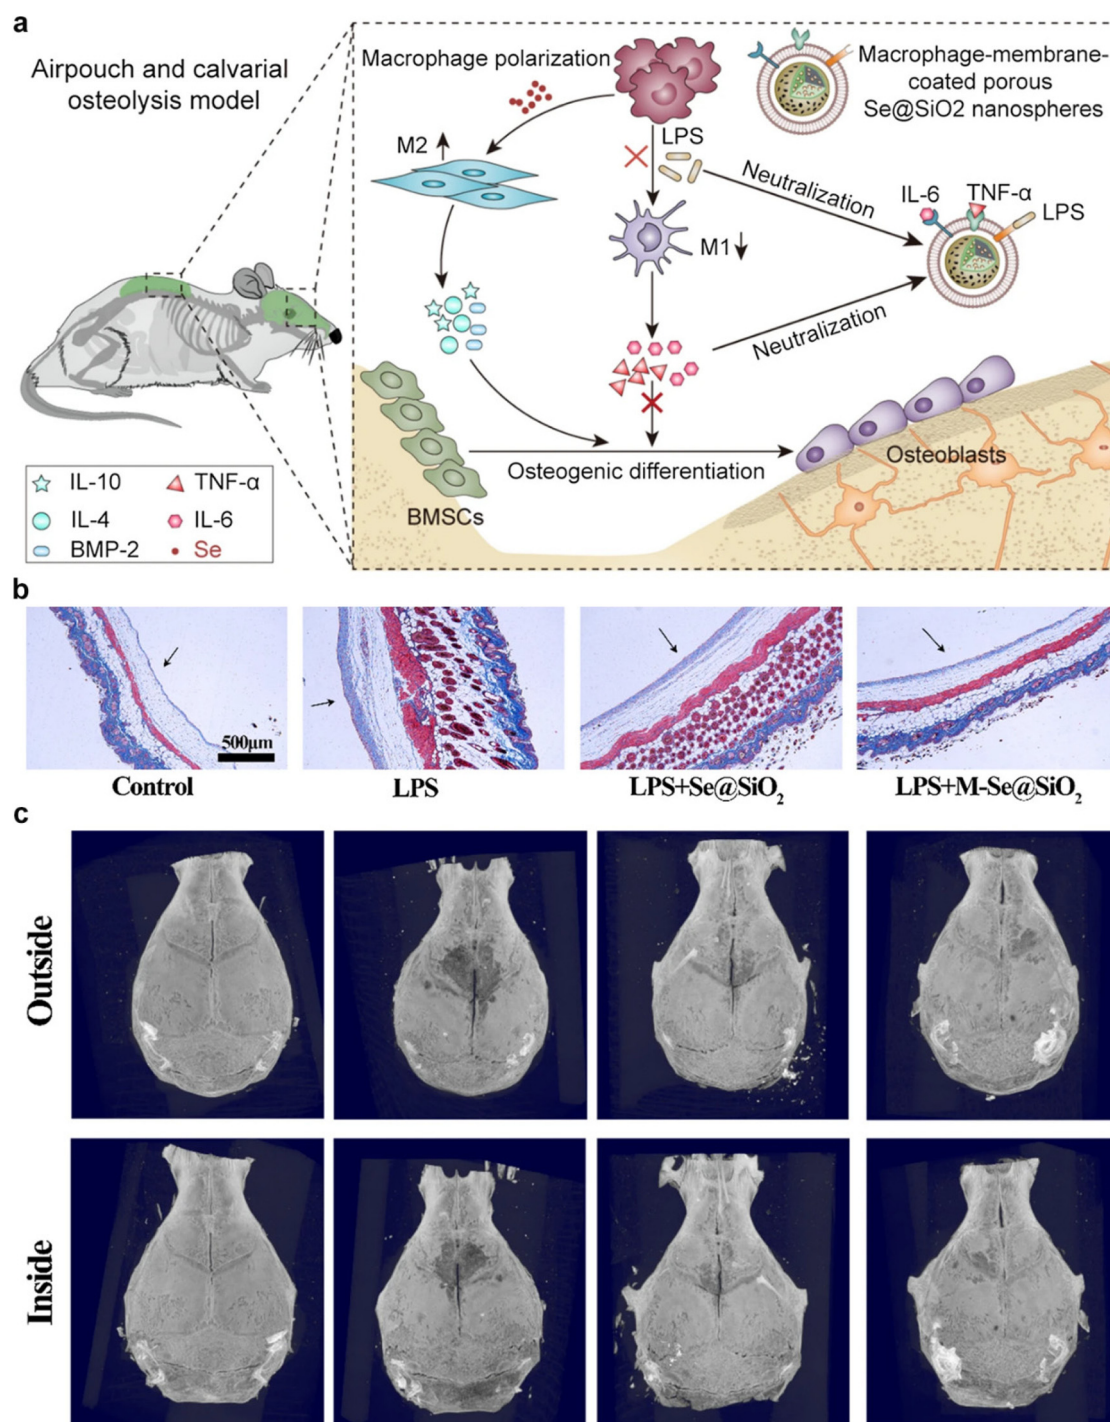 a
Airpouch and calvarial
osteolysis model
Macrophage polarization
Macrophage-membrane-
coated porous
Se@SiO2 nanospheres
M2
LPS
Neutralization
IL-6
TNF-α
LPS
M1
Neutralization
Osteogenic differentiation
Osteoblasts
BMSCs
IL-10
TNF-α
IL-4
IL-6
BMP-2
Se
b
500μm
Control
LPS
LPS+Se@SiO₂
LPS+M-Se@SiO₂
c
Outside
Inside